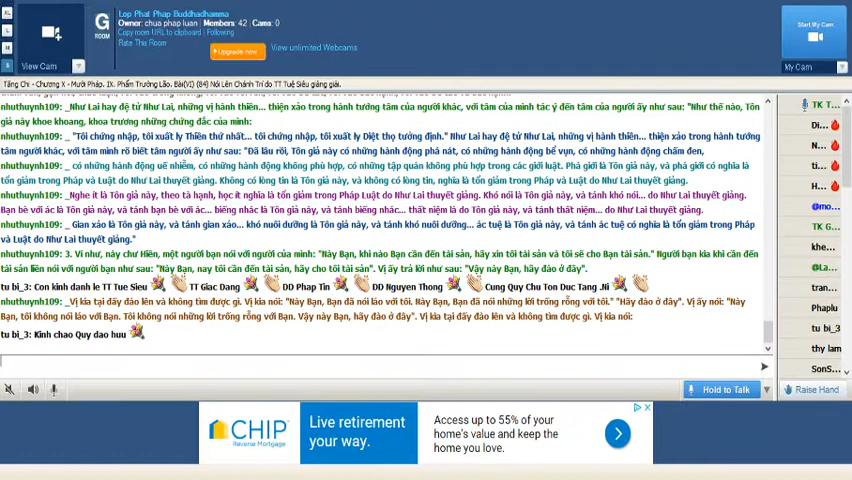 XL
L
M
S
View Cam
G
ROOM
Lop Phat Phap Buddhadhamma
Owner: chua phap luan | Members: 42 | Cams: 0
Copy room URL to clipboard | Following
Rate This Room
Upgrade now
View unlimited Webcams
Start My Cam
My Cam
Tăng Chi - Chương X - Mười Pháp. IX. Phẩm Trưởng Lão. Bài(VI) (84) Nói Lên Chánh Trí do TT Tuệ Siêu giảng giải.
nhuthuynh109: _Như Lai hay đệ tử Như Lai, những vị hành thiền... thiện xảo trong hành tướng tâm của người khác, với tâm của mình tác ý đến tâm của người ấy như sau: "Như thế nào, Tôn
giả này khoe khoang, khoa trương những chứng đắc của mình:
nhuthuynh109: _ "Tôi chứng nhập, tôi xuất ly Thiền thứ nhất... tôi chứng nhập, tôi xuất ly Diệt thọ tưởng định." Như Lai hay đệ tử Như Lai, những vị hành thiền... thiện xảo trong hành tướng
tâm người khác, với tâm mình rõ biết tâm người ấy như sau: "Đã lâu rồi, Tôn giả này có những hành động phá nát, có những hành động bể vụn, có những hành động chấm đen,
nhuthuynh109: _ có những hành động uế nhiễm, có những hành động không phù hợp, có những tập quán không phù hợp trong các giới luật. Phá giới là Tôn giả này, và phá giới có nghĩa là
tổn giảm trong Pháp và Luật do Như Lai thuyết giảng. Không có lòng tin là Tôn giả này, và không có lòng tin, nghĩa là tổn giảm trong Pháp và Luật do Như Lai thuyết giảng.
nhuthuynh109: _Nghe ít là Tôn giả này, theo tà hạnh, học ít nghĩa là tổn giảm trong Pháp Luật do Như Lai thuyết giảng. Khó nói là Tôn giả này, và tánh khó nói... do Như Lai thuyết giảng.
Bạn bè với ác là Tôn giả này, và tánh bạn bè với ác... biếng nhác là Tôn giả này, và tánh biếng nhác... thất niệm là do Tôn giả này, và tánh thất niệm ... do Như Lai thuyết giảng.
nhuthuynh109: _ Gian xảo là Tôn giả này, và tánh gian xảo... khó nuôi dưỡng là Tôn giả này, và tánh khó nuôi dưỡng... ác tuệ là Tôn giả này, và tánh ác tuệ có nghĩa là tổn giảm trong Pháp
và Luật do Như Lai thuyết giảng."
nhuthuynh109: 3. Ví như, này chư Hiền, một người bạn nói với người của mình: "Này Bạn, khi nào Bạn cần đến tài sản, hãy xin tôi tài sản và tôi sẽ cho Bạn tài sản." Người bạn kia khi cần đến
tài sản liền nói với người bạn như sau: "Này Bạn, nay tôi cần đến tài sản, hãy cho tôi tài sản". Vị ấy trả lời như sau: "Vậy này Bạn, hãy đào ở đây".
tu bi_3: Con kinh danh le TT Tue Sieu TT Giac Dang DD Phap Tin DD Nguyen Thong Cung Quy Chu Ton Duc Tang .Ni
nhuthuynh109: _Vị kia tại đấy đào lên và không tìm được gì. Vị kia nói: "Này Bạn, Bạn đã nói láo với tôi. Này Bạn, Bạn đã nói những lời trống rỗng với tôi." "Hãy đào ở đây". Vị ấy nói: "Này
Bạn, tôi không nói láo với Bạn. Tôi không nói những lời trống rỗng với Bạn. Vậy này Bạn, hãy đào ở đây". Vị kia tại đấy đào lên và không tìm được gì. Vị kia nói:
tu bi_3: Kinh chao Quy dao huu
TK T...
Di...
N...
ti...
H...
@mo...
TK G...
khe...
@La...
tran...
Phaplu
tu bi_3
thy lam
SonS...
Hold to Talk
Raise Hand
CHIP
Reverse Mortgage
Live retirement
your way.
Access up to 55% of your
home's value and keep the
home you love.